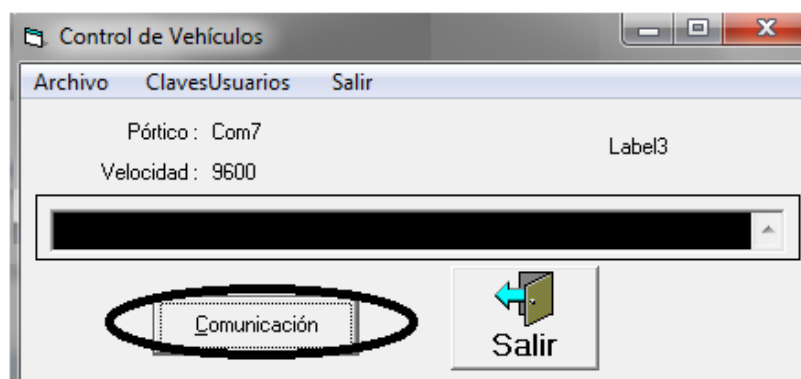 Control de Vehículos
Archivo ClavesUsuarios Salir
Pórtico : Com7
Label3
Velocidad : 9600
Comunicación
Salir